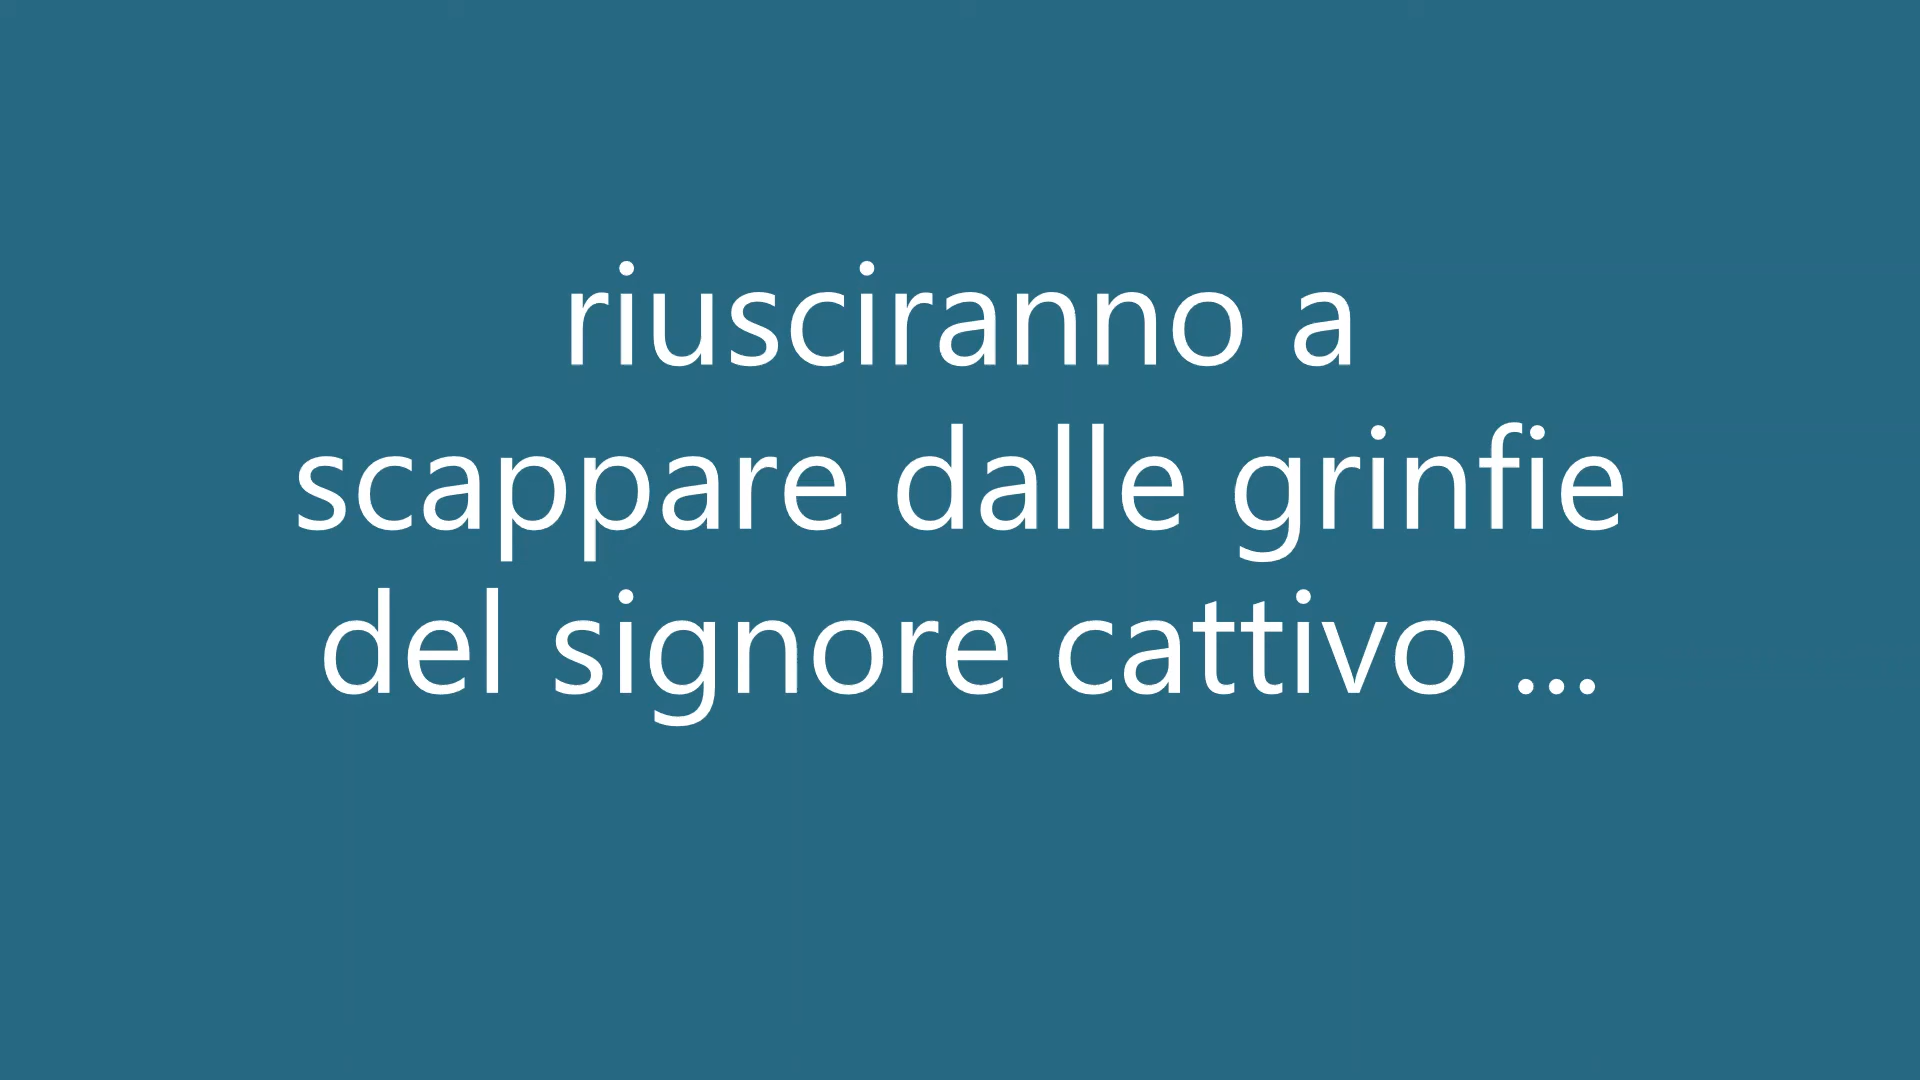 riusciranno a
scappare dalle grinfie
del signore cattivo ...